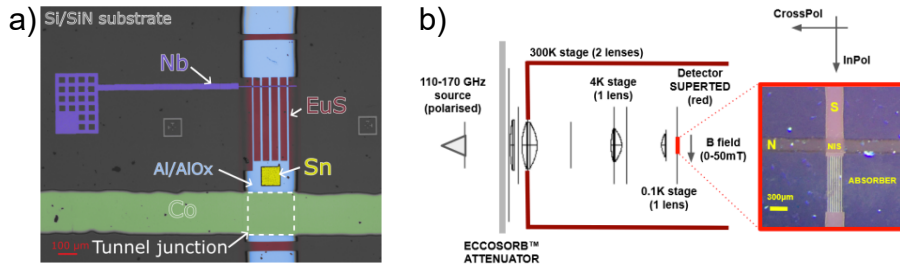 a)
Si/SiN substrate
Nb
EuS
Al/AlOx
Sn
Co
100 µm
Tunnel junction
b)
CrossPol
InPol
300K stage (2 lenses)
110-170 GHz
source
(polarised)
4K stage
(1 lens)
Detector
SUPERTED
(red)
B field
(0-50mT)
0.1K stage
(1 lens)
ECCOSORB™
ATTENUATOR
S
N
NIS
ABSORBER
300µm